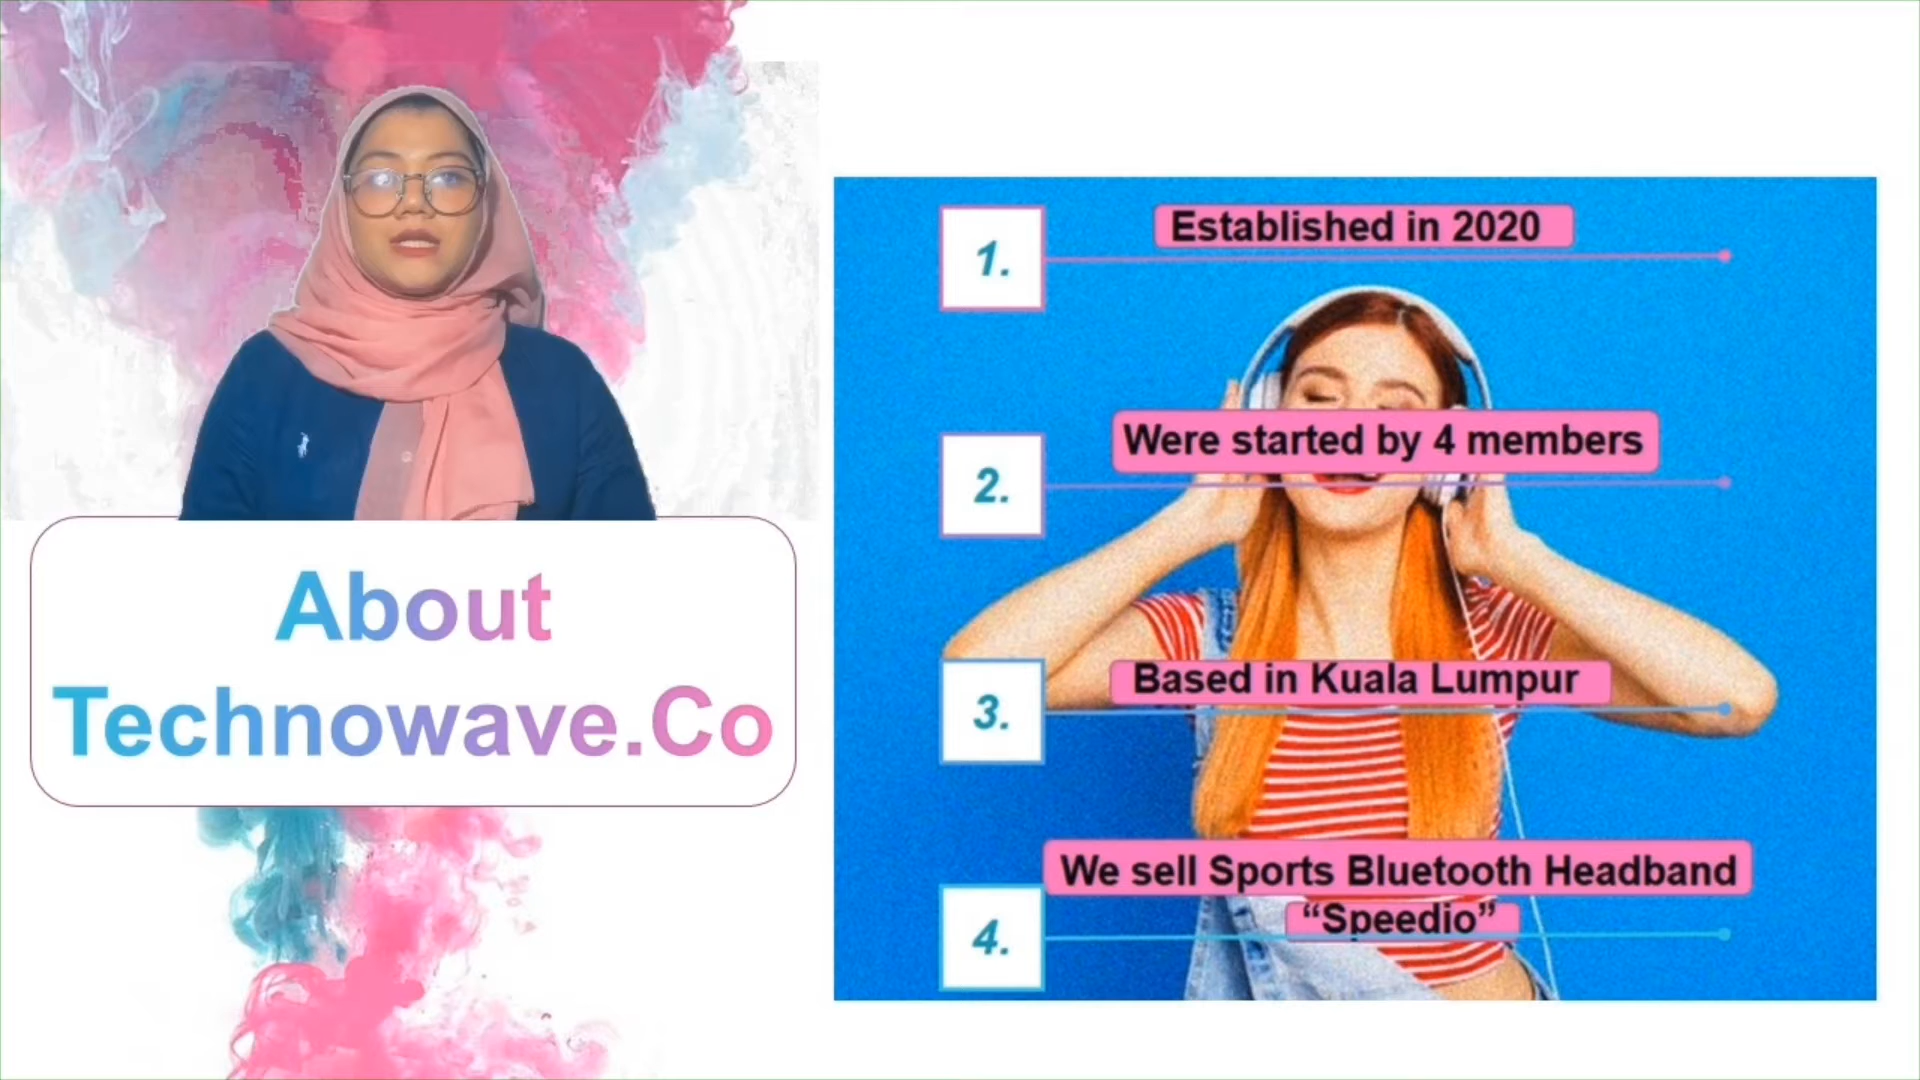 About
Technowave.Co
1.
Established in 2020
2.
Were started by 4 members
3.
Based in Kuala Lumpur
4.
We sell Sports Bluetooth Headband
“Speedio”